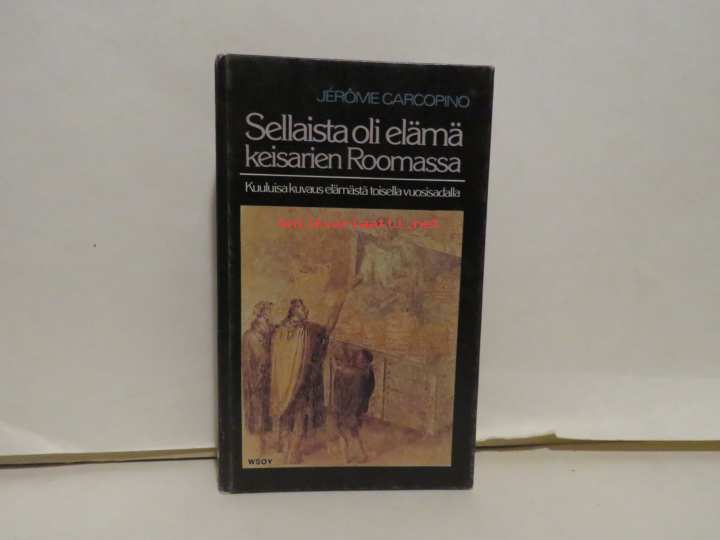 JÉRÔME CARCOPINO
Sellaista oli elämä
keisarien Roomassa
Kuuluisa kuvaus elämästä toisella vuosisadalla
WSOY